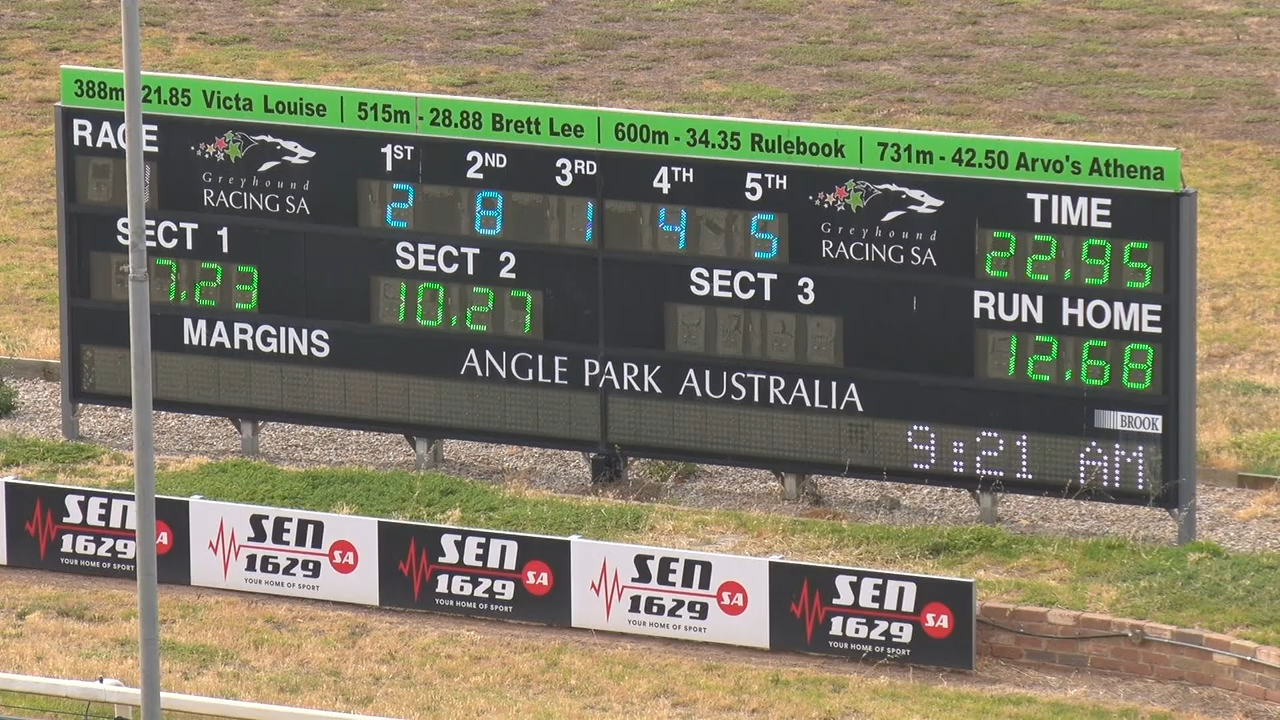 388m 21.85 Victa Louise | 515m - 28.88 Brett Lee | 600m - 34.35 Rulebook | 731m - 42.50 Arvo's Athena
RACE
Greyhound
RACING SA
1ST 2ND 3RD 4TH 5TH
2 8 1 4 5
Greyhound
RACING SA
TIME
22.95
SECT 1
7.23
SECT 2
10.27
SECT 3
RUN HOME
12.68
MARGINS
ANGLE PARK AUSTRALIA
BROOK
9:21 AM
SEN
1629 SA
YOUR HOME OF SPORT
SEN
1629 SA
YOUR HOME OF SPORT
SEN
1629 SA
YOUR HOME OF SPORT
SEN
1629 SA
YOUR HOME OF SPORT
SEN
1629 SA
YOUR HOME OF SPORT